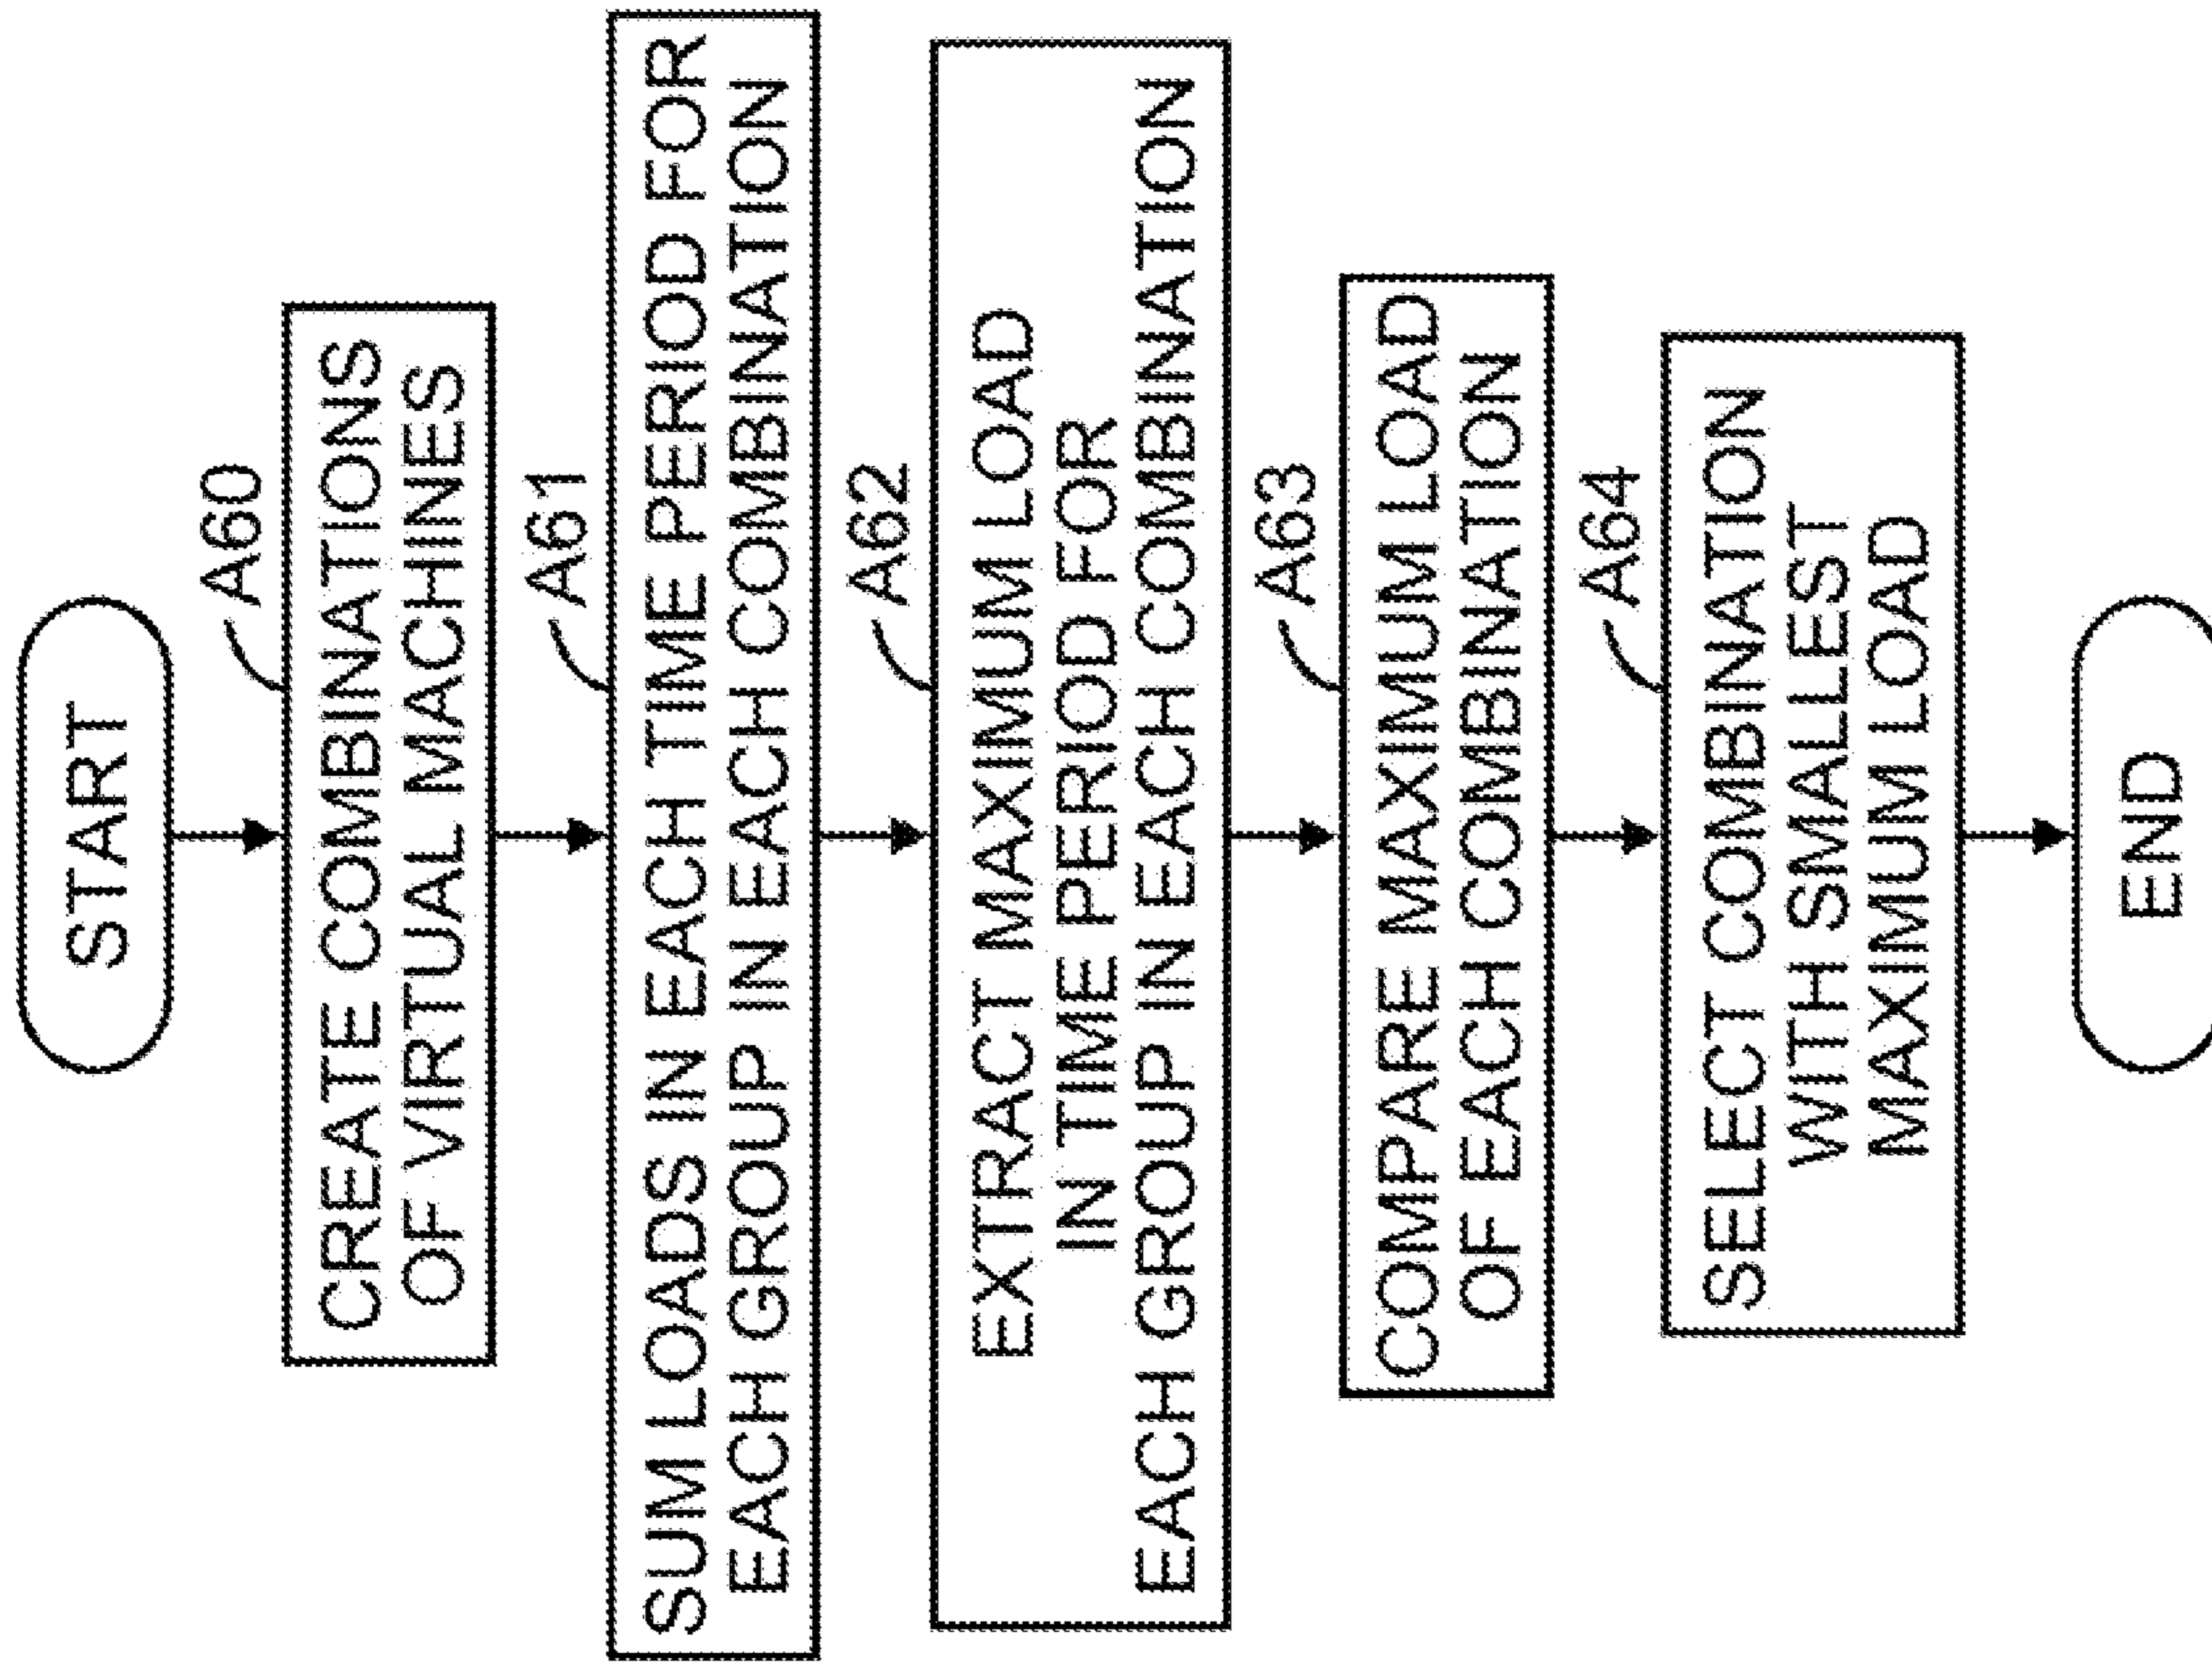 START
A60
CREATE COMBINATIONS
OF VIRTUAL MACHINES
A61
SUM LOADS IN EACH TIME PERIOD FOR
EACH GROUP IN EACH COMBINATION
A62
EXTRACT MAXIMUM LOAD
IN TIME PERIOD FOR
EACH GROUP IN EACH COMBINATION
A63
COMPARE MAXIMUM LOAD
OF EACH COMBINATION
A64
SELECT COMBINATION
WITH SMALLEST
MAXIMUM LOAD
END